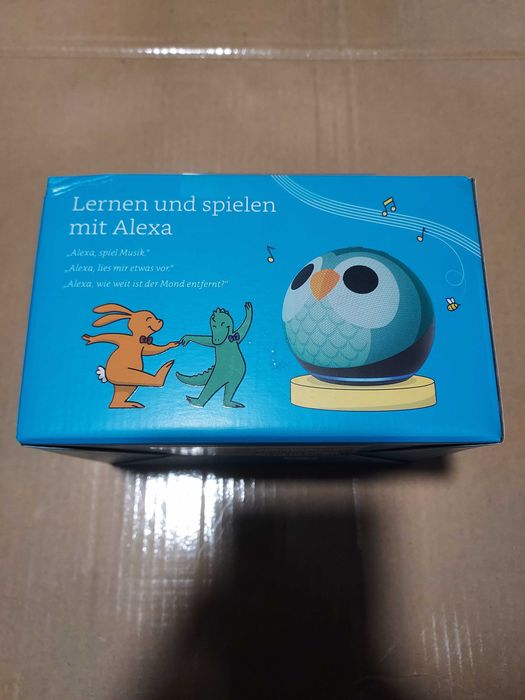 Lernen und spielen
mit Alexa
„Alexa, spiel Musik.“
„Alexa, lies mir etwas vor.“
„Alexa, wie weit ist der Mond entfernt?“